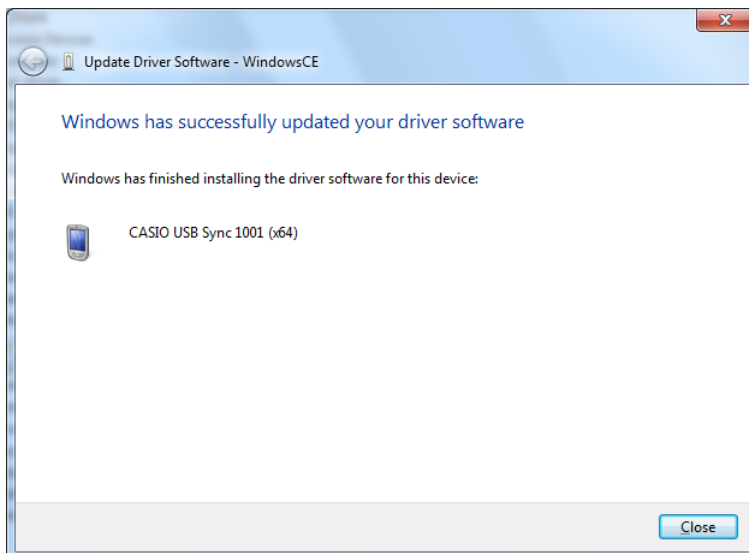 Update Driver Software - WindowsCE
Windows has successfully updated your driver software
Windows has finished installing the driver software for this device:
CASIO USB Sync 1001 (x64)
Close